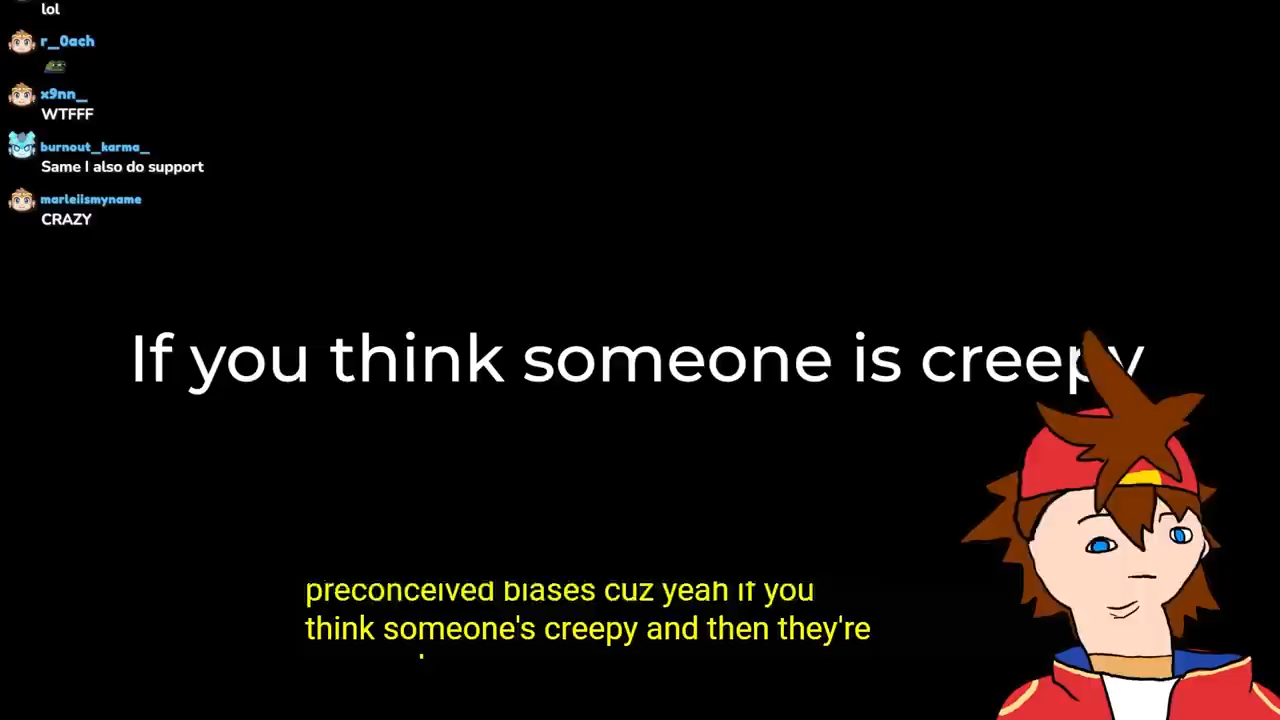 lol
r_0ach
x9nn_
WTFFF
burnout_karma_
Same I also do support
marleiismyname
CRAZY
If you think someone is creepy
preconceived biases cuz yeah if you
think someone's creepy and then they're